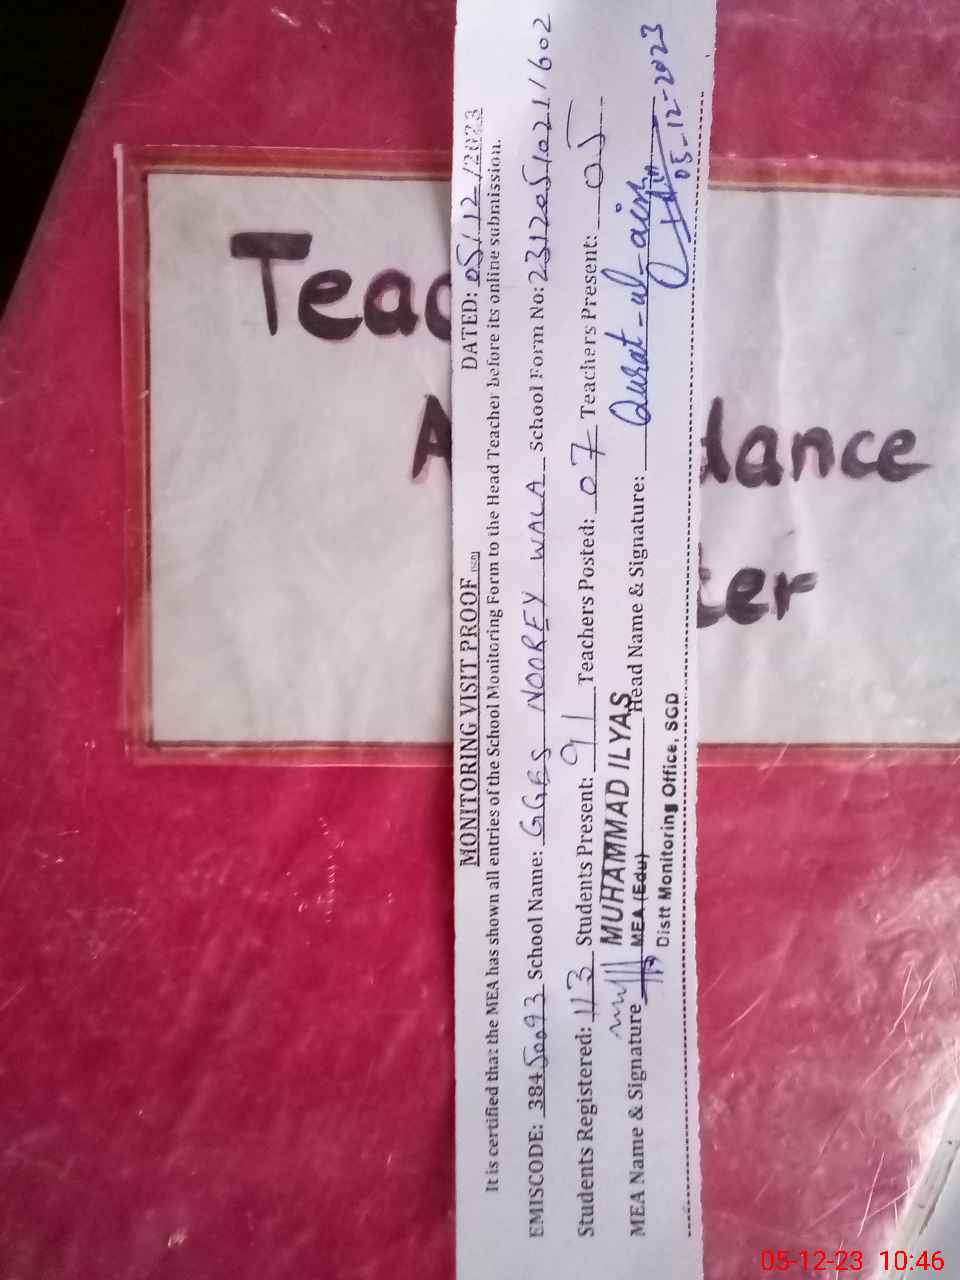 Teac
A dance
ter
MONITORING VISIT PROOF (SGD)
DATED: 05/12/2023
It is certified that the MEA has shown all entries of the School Monitoring Form to the Head Teacher before its online submission.
EMISCODE: 38450093 School Name: GGES NOOREY WALA School Form No: 2312051021/602
Students Registered: 113 Students Present: 91 Teachers Posted: 07 Teachers Present: 05
MUHAMMAD ILYAS
MEA Name & Signature MEA (Edu) Head Name & Signature: Qurat-ul-ain
Distt Monitoring Office, SGD
05-12-2023
05-12-23 10:46